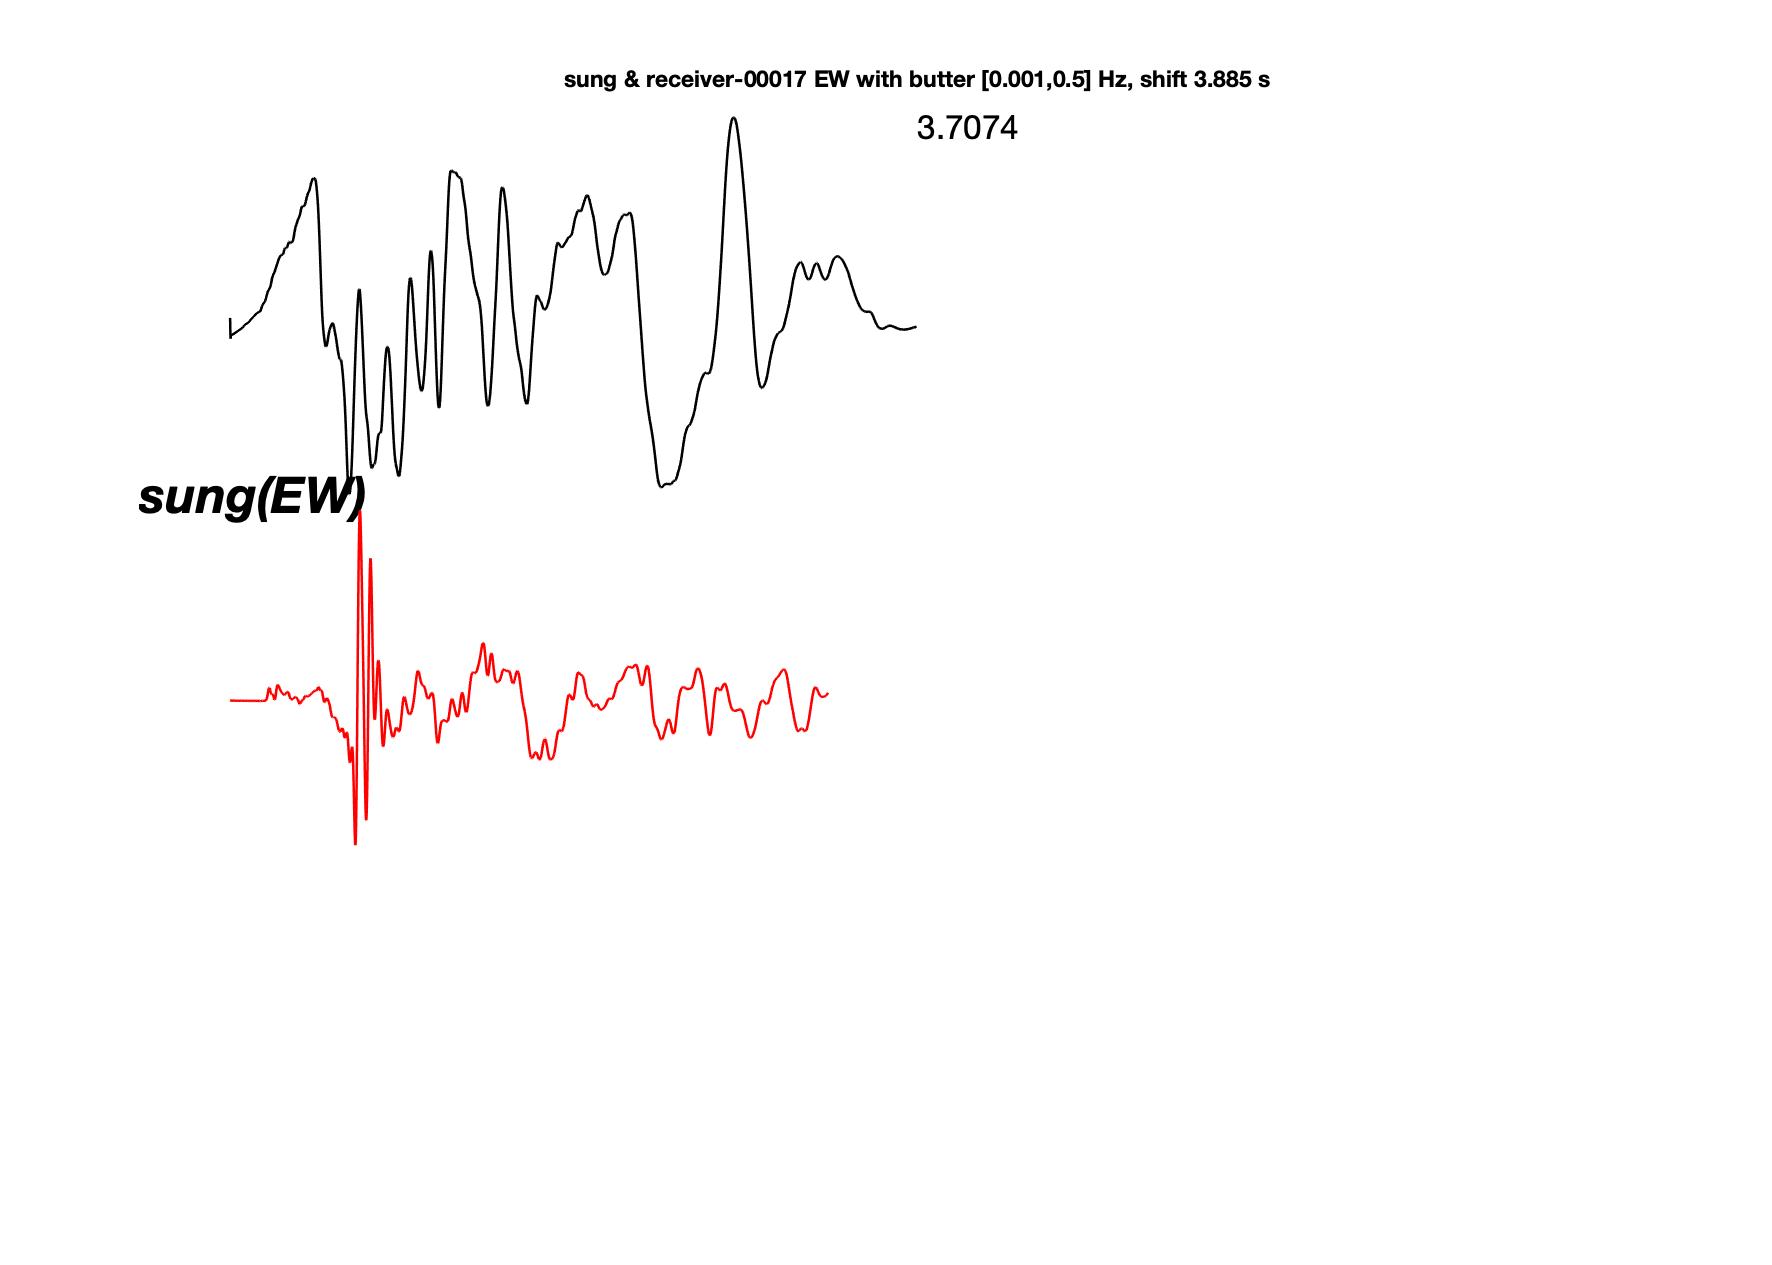 sung & receiver-00017 EW with butter [0.001,0.5] Hz, shift 3.885 s
3.7074
sung(EW)